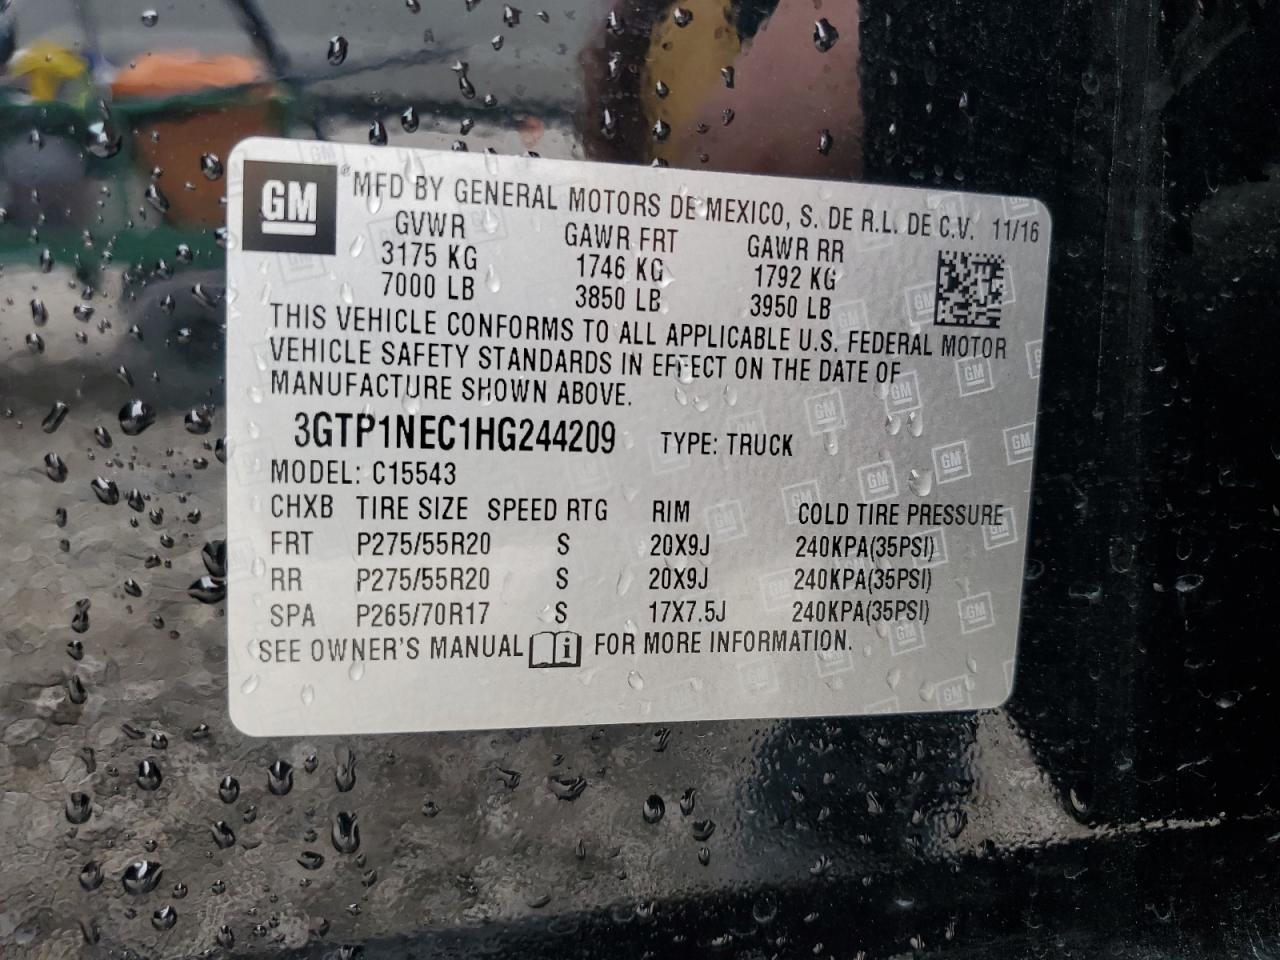 GM
® MFD BY GENERAL MOTORS DE MEXICO, S. DE R.L. DE C.V. 11/16
GVWR GAWR FRT GAWR RR
3175 KG 1746 KG 1792 KG
7000 LB 3850 LB 3950 LB
THIS VEHICLE CONFORMS TO ALL APPLICABLE U.S. FEDERAL MOTOR
VEHICLE SAFETY STANDARDS IN EFFECT ON THE DATE OF
MANUFACTURE SHOWN ABOVE.
3GTP1NEC1HG244209 TYPE: TRUCK
MODEL: C15543
CHXB TIRE SIZE SPEED RTG RIM COLD TIRE PRESSURE
FRT P275/55R20 S 20X9J 240KPA(35PSI)
RR P275/55R20 S 20X9J 240KPA(35PSI)
SPA P265/70R17 S 17X7.5J 240KPA(35PSI)
SEE OWNER'S MANUAL i FOR MORE INFORMATION.